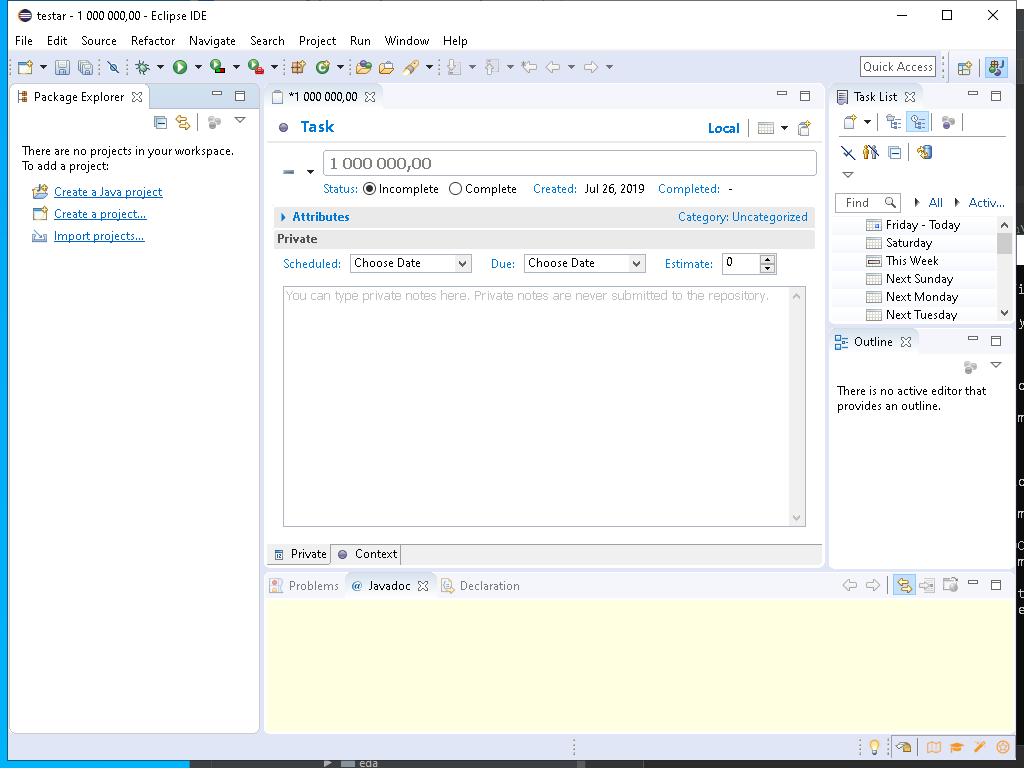 testar - 1 000 000,00 - Eclipse IDE
File Edit Source Refactor Navigate Search Project Run Window Help
Quick Access
Package Explorer
There are no projects in your workspace.
To add a project:
Create a Java project
Create a project...
Import projects...
*1 000 000,00
Task
Local
1 000 000,00
Status: Incomplete Complete Created: Jul 26, 2019 Completed: -
Attributes Category: Uncategorized
Private
Scheduled: Choose Date Due: Choose Date Estimate: 0
You can type private notes here. Private notes are never submitted to the repository.
Private Context
Problems @ Javadoc Declaration
Task List
Find All Activ...
Friday - Today
Saturday
This Week
Next Sunday
Next Monday
Next Tuesday
Outline
There is no active editor that
provides an outline.
eda